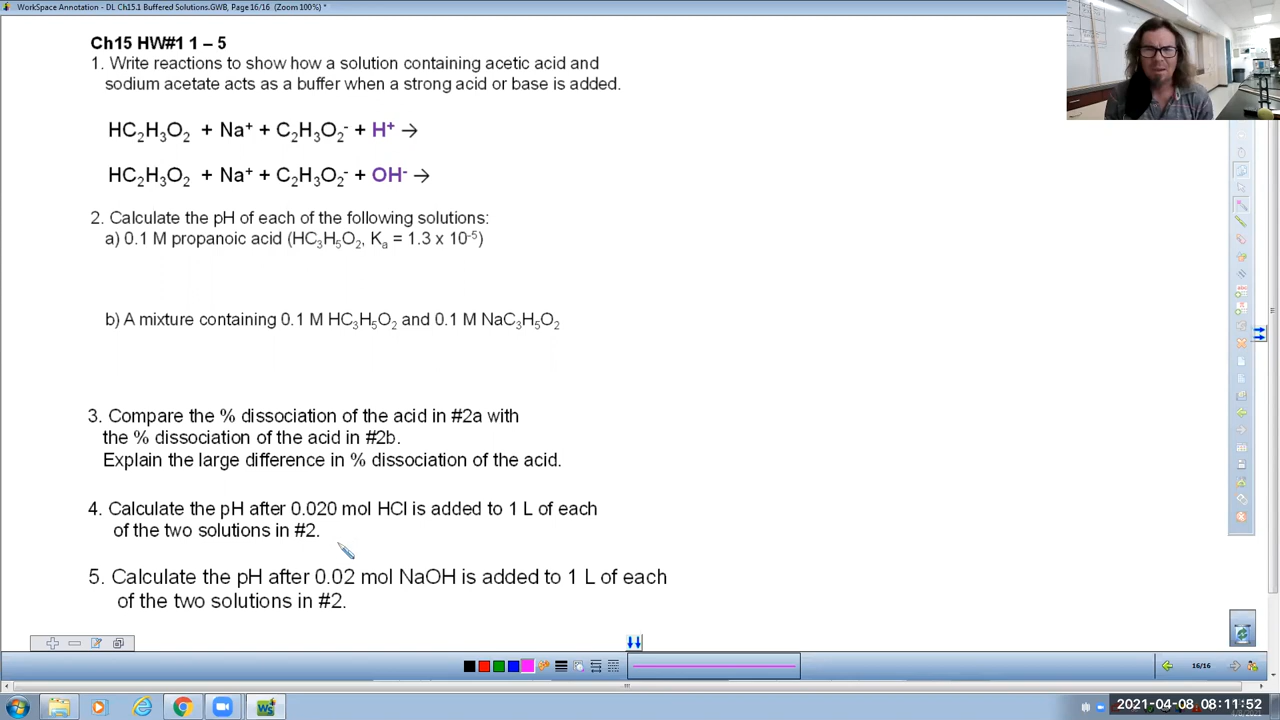 WorkSpace Annotation - DL Ch15.1 Buffered Solutions.GWB, Page 16/16 (Zoom 100%) *
Ch15 HW#1 1 – 5
1. Write reactions to show how a solution containing acetic acid and
sodium acetate acts as a buffer when a strong acid or base is added.
HC₂H₃O₂ + Na⁺ + C₂H₃O₂⁻ + H⁺ →
HC₂H₃O₂ + Na⁺ + C₂H₃O₂⁻ + OH⁻ →
2. Calculate the pH of each of the following solutions:
a) 0.1 M propanoic acid (HC₃H₅O₂, Kₐ = 1.3 x 10⁻⁵)
b) A mixture containing 0.1 M HC₃H₅O₂ and 0.1 M NaC₃H₅O₂
3. Compare the % dissociation of the acid in #2a with
the % dissociation of the acid in #2b.
Explain the large difference in % dissociation of the acid.
4. Calculate the pH after 0.020 mol HCl is added to 1 L of each
of the two solutions in #2.
5. Calculate the pH after 0.02 mol NaOH is added to 1 L of each
of the two solutions in #2.
16/16
2021-04-08 08:11:52